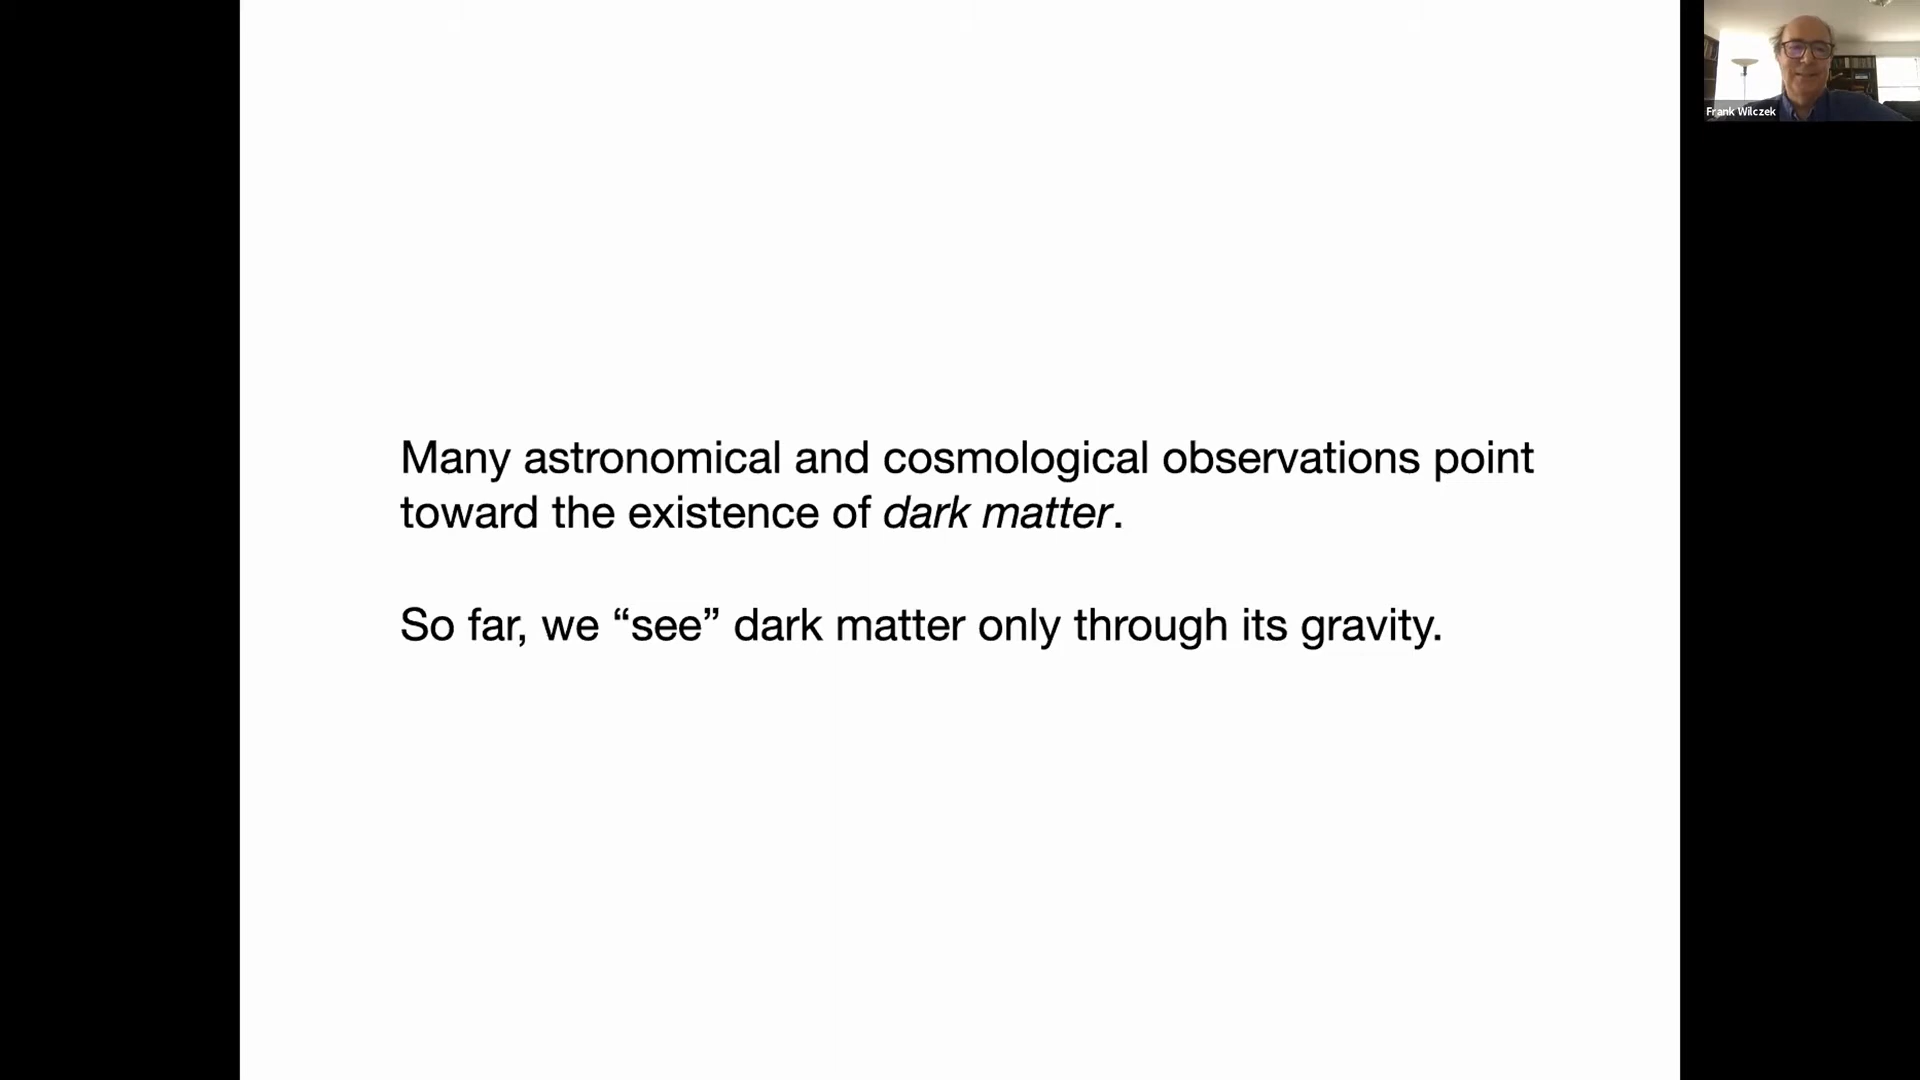 Many astronomical and cosmological observations point
toward the existence of dark matter.
So far, we “see” dark matter only through its gravity.
Frank Wilczek